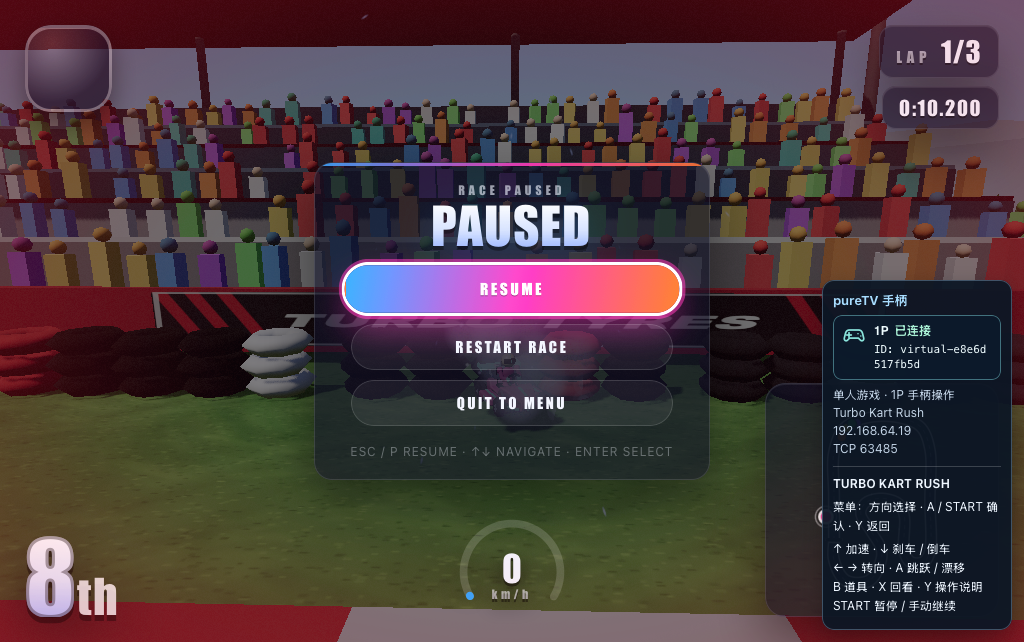 LAP 1/3
0:10.200
RACE PAUSED
PAUSED
RESUME
TURBO TYRES
RESTART RACE
QUIT TO MENU
ESC / P RESUME · ↑↓ NAVIGATE · ENTER SELECT
8th
0
km/h
pureTV 手柄
1P 已连接
ID: virtual-e8e6d
517fb5d
单人游戏 · 1P 手柄操作
Turbo Kart Rush
192.168.64.19
TCP 63485
TURBO KART RUSH
菜单：方向选择 · A / START 确
认 · Y 返回
↑ 加速 · ↓ 刹车 / 倒车
← → 转向 · A 跳跃 / 漂移
B 道具 · X 回看 · Y 操作说明
START 暂停 / 手动继续